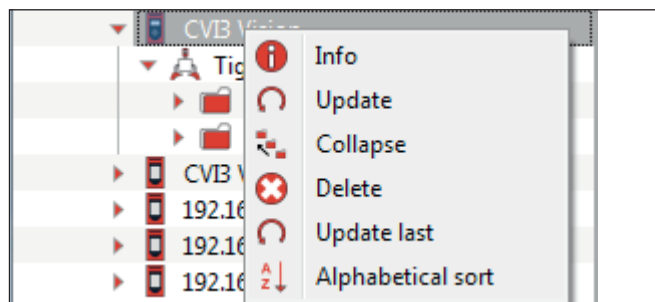 CVI3 Vision
Info
Tig
Update
Collapse
CVI3 V
Delete
192.16
Update last
192.16
192.16
Alphabetical sort